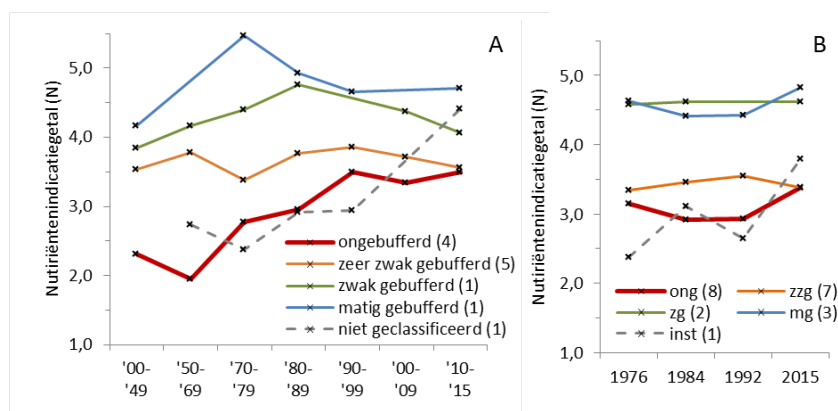 A
Nutiriëntenindicatiegetal (N)
5,0
4,0
3,0
2,0
1,0
ongebufferd (4)
zeer zwak gebufferd (5)
zwak gebufferd (1)
matig gebufferd (1)
niet geclassificeerd (1)
'00- '50- '70- '80- '90- '00- '10-
'49 '69 '79 '89 '99 '09 '15
B
Nutiriëntenindicatiegetal (N)
5,0
4,0
3,0
2,0
1,0
ong (8) zzg (7)
zg (2) mg (3)
inst (1)
1976 1984 1992 2015